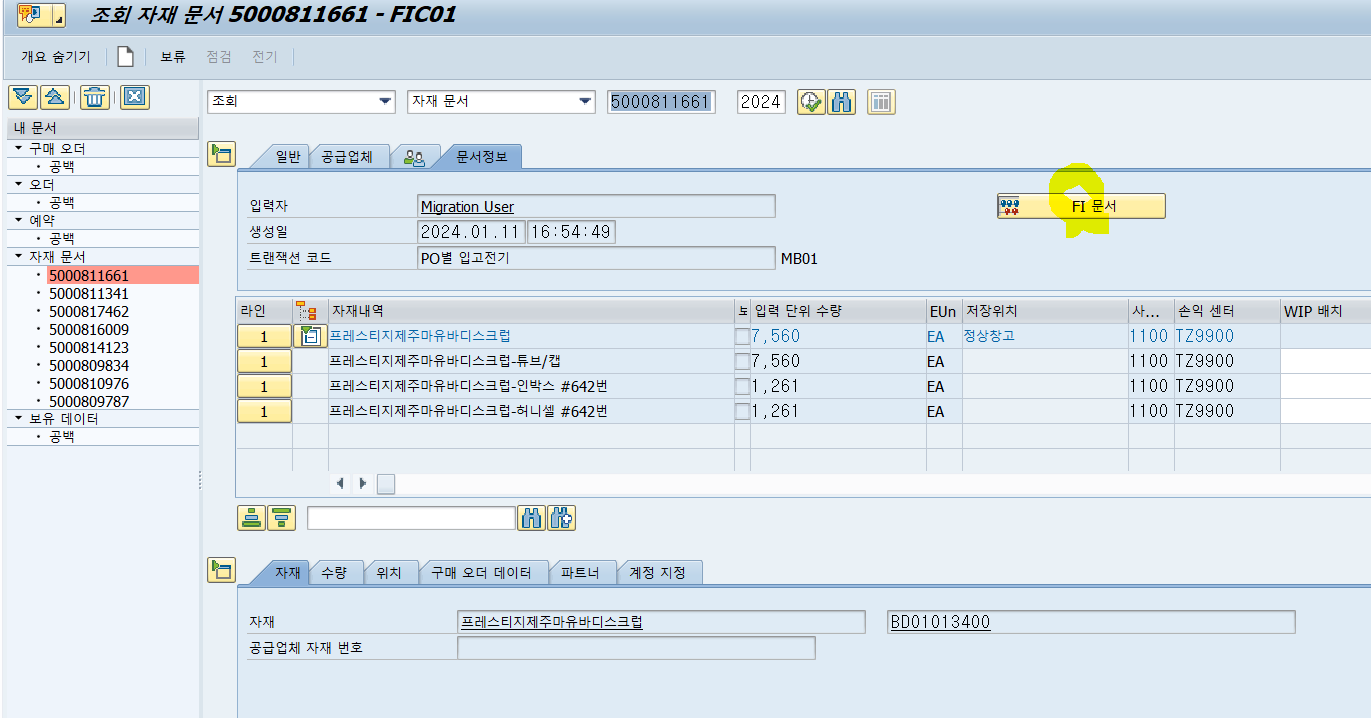 조회 자재 문서 5000811661 - FIC01
개요 숨기기 보류 점검 전기
조회 자재 문서 5000811661 2024
내 문서
구매 오더
공백
오더
공백
예약
공백
자재 문서
5000811661
5000811341
5000817462
5000816009
5000814123
5000809834
5000810976
5000809787
보유 데이터
공백
일반 공급업체 문서정보
입력자 Migration User FI 문서
생성일 2024.01.11 16:54:49
트랜잭션 코드 PO별 입고전기 MB01
라인 자재내역 입력 단위 수량 EUn 저장위치 사... 손익 센터 WIP 배치
1 프레스티지제주마유바디스크럽 7,560 EA 정상창고 1100 TZ9900
1 프레스티지제주마유바디스크럽-튜브/캡 7,560 EA 1100 TZ9900
1 프레스티지제주마유바디스크럽-인박스 #642번 1,261 EA 1100 TZ9900
1 프레스티지제주마유바디스크럽-허니셀 #642번 1,261 EA 1100 TZ9900
자재 수량 위치 구매 오더 데이터 파트너 계정 지정
자재 프레스티지제주마유바디스크럽 BD01013400
공급업체 자재 번호